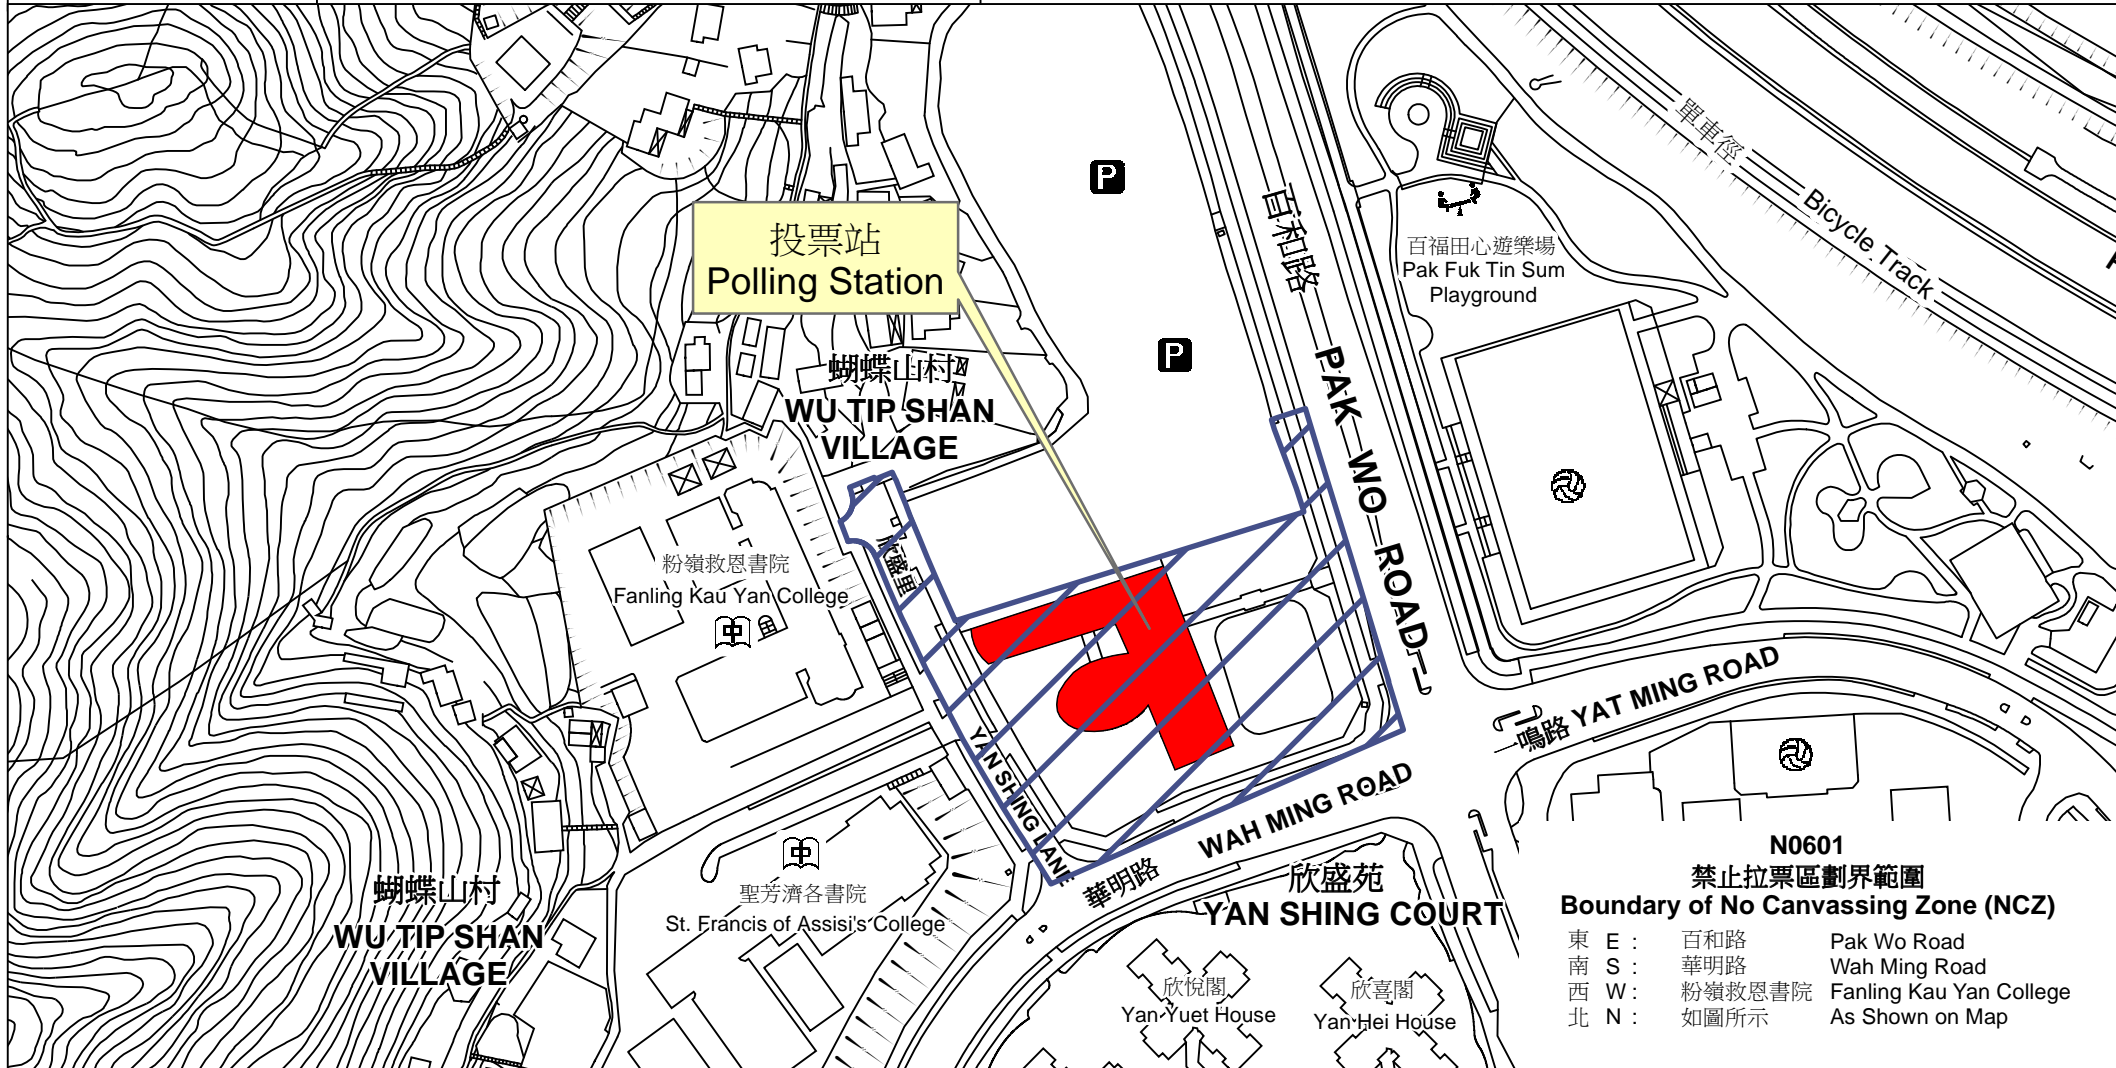 單車徑
Bicycle Track
P
百和路
PAK WO ROAD
百福田心遊樂場
Pak Fuk Tin Sum
Playground
投票站
Polling Station
P
蝴蝶山村
WU TIP SHAN
VILLAGE
欣盛里
YAN SHING LANE
粉嶺救恩書院
Fanling Kau Yan College
中
鳴路 YAT MING ROAD
華明路 WAH MING ROAD
中
聖芳濟各書院
St. Francis of Assisi's College
蝴蝶山村
WU TIP SHAN
VILLAGE
欣盛苑
YAN SHING COURT
欣悅閣
Yan Yuet House
欣喜閣
Yan Hei House
N0601
禁止拉票區劃界範圍
Boundary of No Canvassing Zone (NCZ)
東 E : 百和路 Pak Wo Road
南 S : 華明路 Wah Ming Road
西 W : 粉嶺救恩書院 Fanling Kau Yan College
北 N : 如圖所示 As Shown on Map